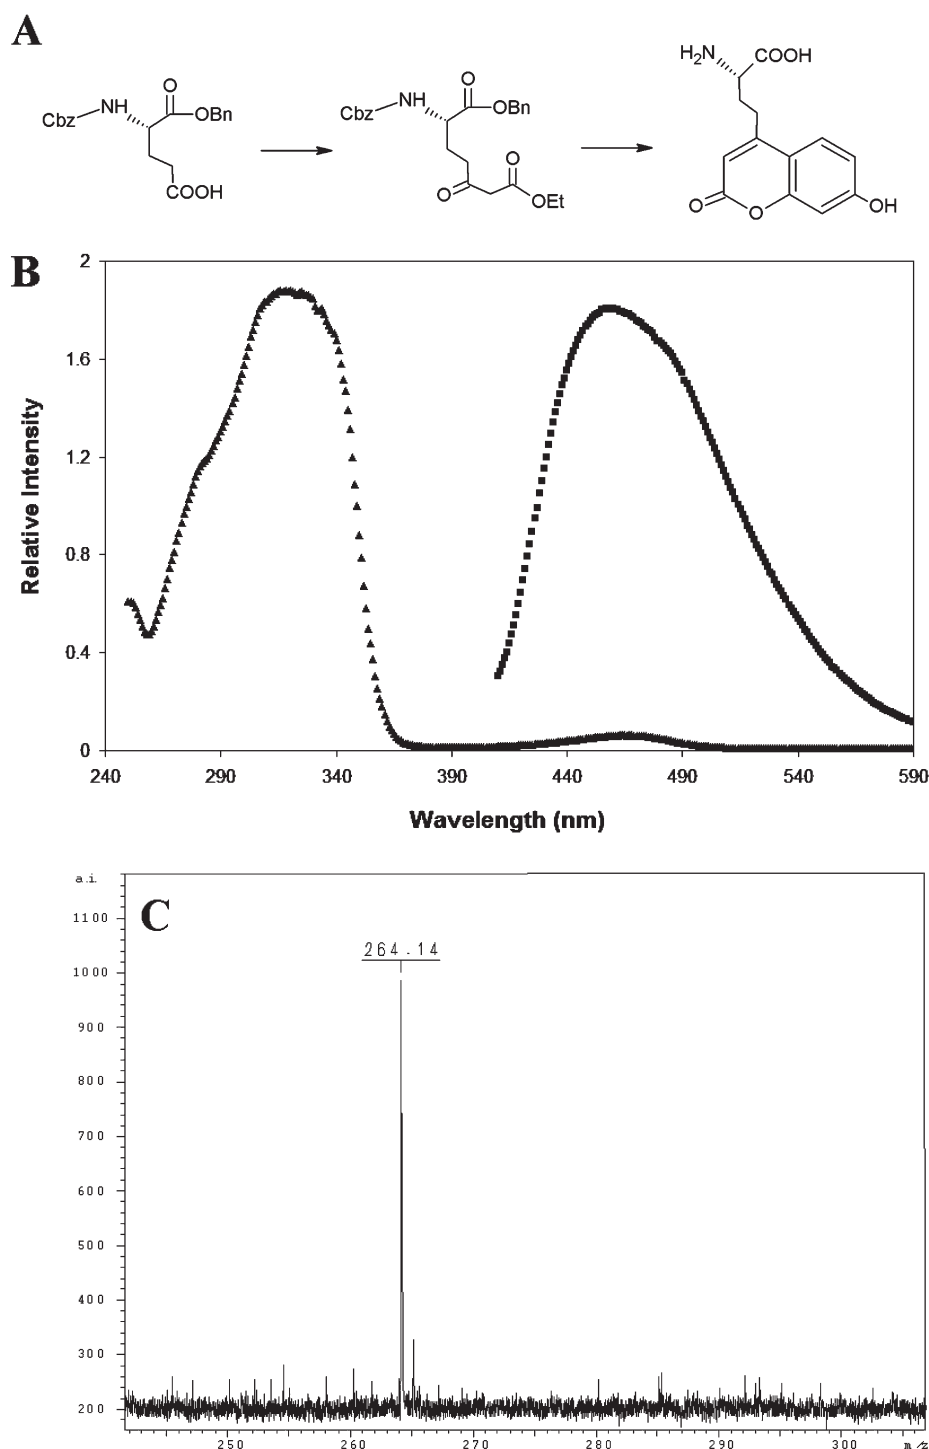 A
O
NH
Cbz
OBn
COOH
O
NH
Cbz
OBn
O
O
OEt
H₂N
COOH
O
O
OH
B
2
1.6
1.2
0.8
0.4
0
Relative Intensity
240 290 340 390 440 490 540 590
Wavelength (nm)
a.i.
C
264.14
1100
1000
900
800
700
600
500
400
300
200
250 260 270 280 290 300 m/z